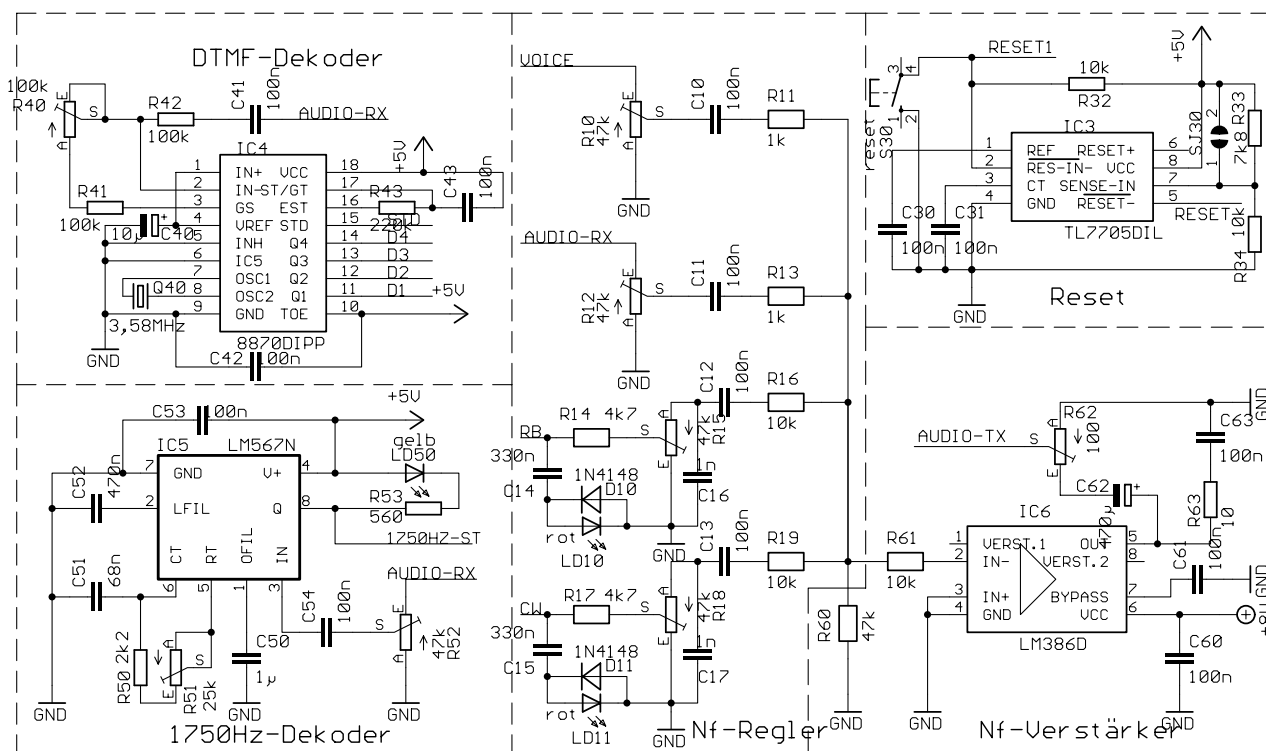 DTMF-Dekoder
100k
R40
E
S
A
R42
100k
C41
100n
AUDIO-RX
IC4
1 IN+ VCC 18
2 IN-ST/GT 17
3 GS EST 16
4 VREF STD 15
5 INH Q4 14
6 IC5 Q3 13
7 OSC1 Q2 12
8 OSC2 Q1 11
9 GND TOE 10
8870DIPP
+5V
C43
100n
R43
220k
STD
D4
D3
D2
D1
+5V
R41
100k
10µ
C40
+
Q40
3,58MHz
GND
C42
100n
VOICE
E
S
A
R10
47k
C10
100n
R11
1k
GND
AUDIO-RX
E
S
A
R12
47k
C11
100n
R13
1k
GND
C12
100n
R16
10k
RB
R14
4k7
S
A
E
47k
R15
330n
C14
1N4148
D10
rot
LD10
1n
C16
GND
C13
100n
R19
10k
CW
R17
4k7
S
A
E
47k
R18
330n
C15
1N4148
D11
rot
LD11
1n
C17
GND
R61
10k
R60
47k
GND
Nf-Regler
RESET1
+5V
3
4
1
2
reset
S30
10k
R32
IC3
1 REF RESET+ 6
2 RES-IN- VCC 8
3 CT SENSE-IN 7
4 GND RESET- 5
TL7705DIL
RESET
SJ30
2
1
R33
7k8
10k
R34
C30
100n
C31
100n
GND
Reset
C53
100n
+5V
IC5
LM567N
7 GND V+ 4
2 LFIL Q 8
CT
RT
OFIL
IN
6
5
1
3
gelb
LD50
R53
560
1750HZ-ST
C52
470n
C51
68n
R50
2k2
A
S
E
R51
25k
C50
1µ
C54
100n
AUDIO-RX
E
S
A
47k
R52
GND
GND
GND
1750Hz-Dekoder
AUDIO-TX
S
A
E
R62
100
C62
470µ
+
GND
C63
100n
R63
10
IC6
1 VERST.1 OUT 5
2 IN- VERST.2 8
3 IN+ BYPASS 7
4 GND VCC 6
LM386D
C61
100n
GND
+8V
C60
100n
GND
GND
Nf-Verstärker